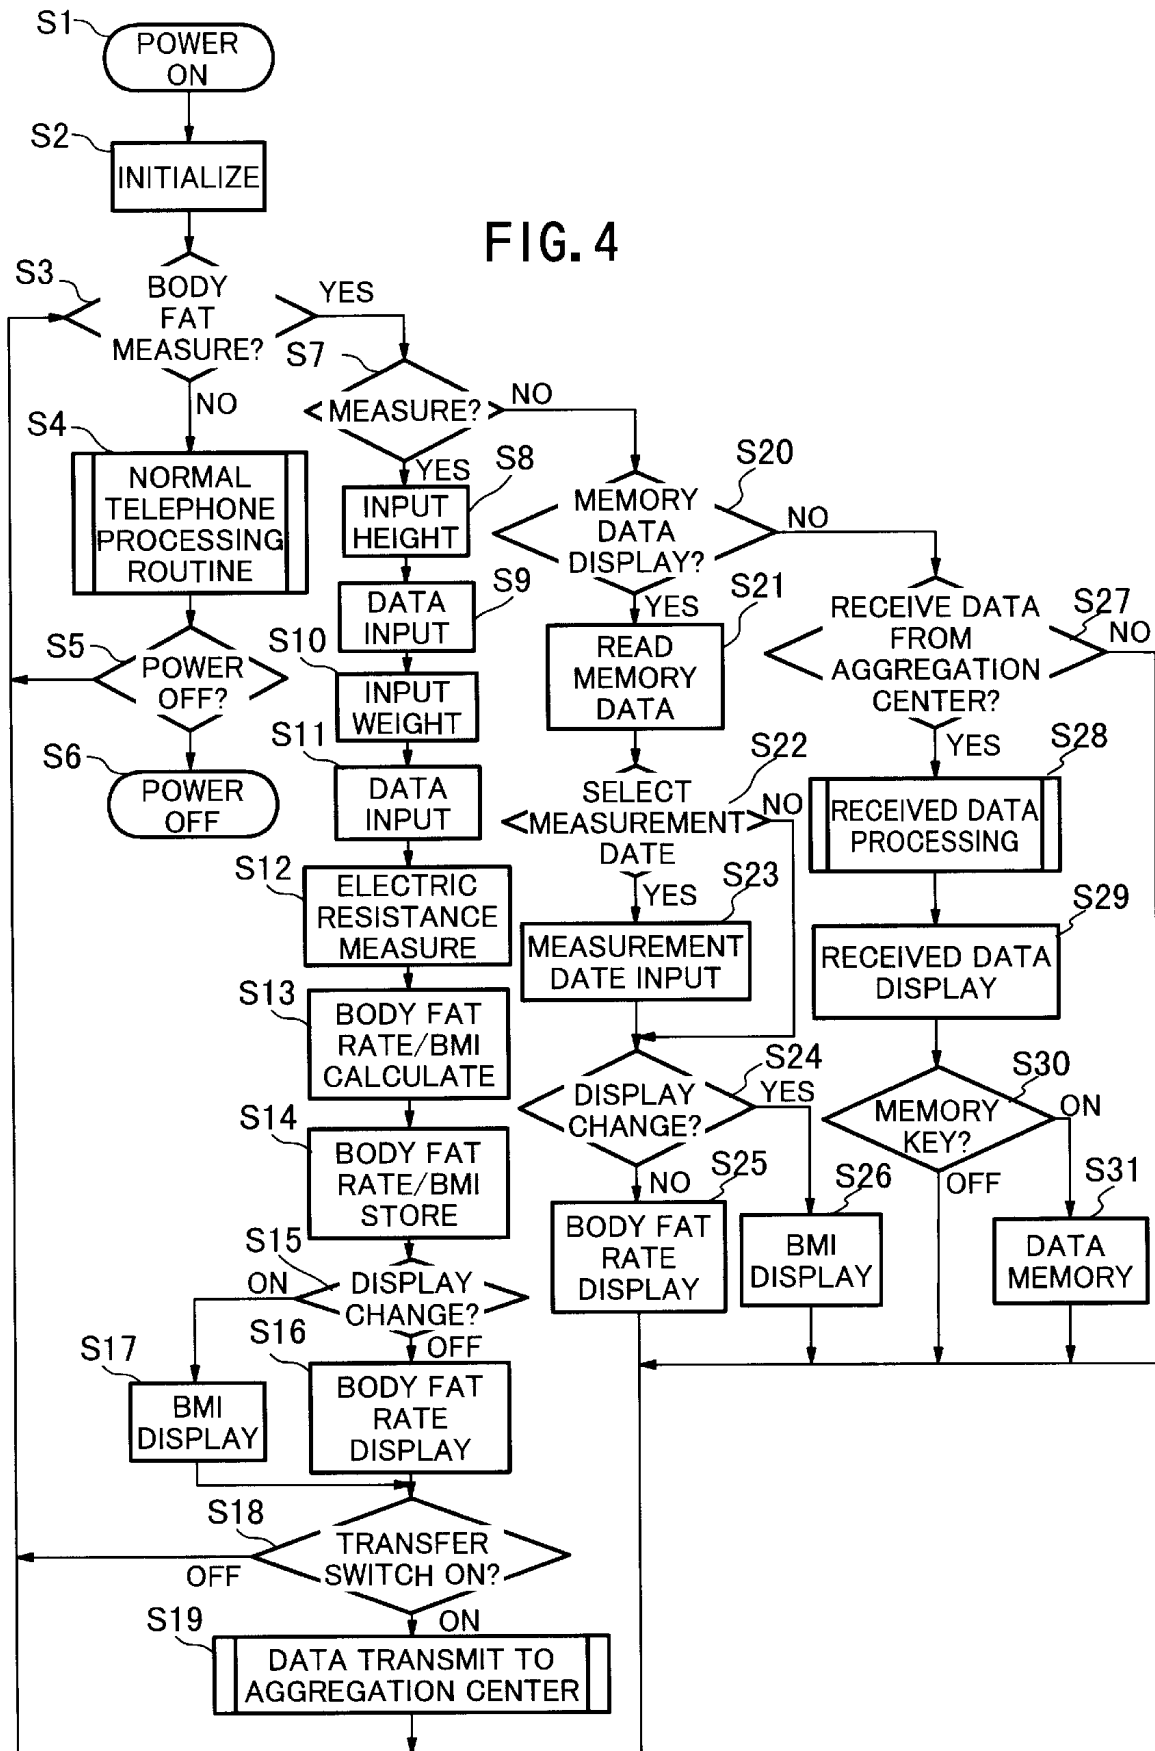 FIG. 4
S1
POWER
ON
S2
INITIALIZE
S3
BODY
FAT
MEASURE?
YES
NO
S4
NORMAL
TELEPHONE
PROCESSING
ROUTINE
S5
POWER
OFF?
S6
POWER
OFF
S7
MEASURE?
NO
YES
S8
INPUT
HEIGHT
S9
DATA
INPUT
S10
INPUT
WEIGHT
S11
DATA
INPUT
S12
ELECTRIC
RESISTANCE
MEASURE
S13
BODY FAT
RATE/BMI
CALCULATE
S14
BODY FAT
RATE/BMI
STORE
S15
DISPLAY
CHANGE?
ON
OFF
S16
BODY FAT
RATE
DISPLAY
S17
BMI
DISPLAY
S18
TRANSFER
SWITCH ON?
OFF
ON
S19
DATA TRANSMIT TO
AGGREGATION CENTER
S20
MEMORY
DATA
DISPLAY?
NO
YES
S21
READ
MEMORY
DATA
S22
SELECT
MEASUREMENT
DATE
NO
YES
S23
MEASUREMENT
DATE INPUT
S24
DISPLAY
CHANGE?
YES
NO
S25
BODY FAT
RATE
DISPLAY
S26
BMI
DISPLAY
S27
RECEIVE DATA
FROM
AGGREGATION
CENTER?
NO
YES
S28
RECEIVED DATA
PROCESSING
S29
RECEIVED DATA
DISPLAY
S30
MEMORY
KEY?
ON
OFF
S31
DATA
MEMORY